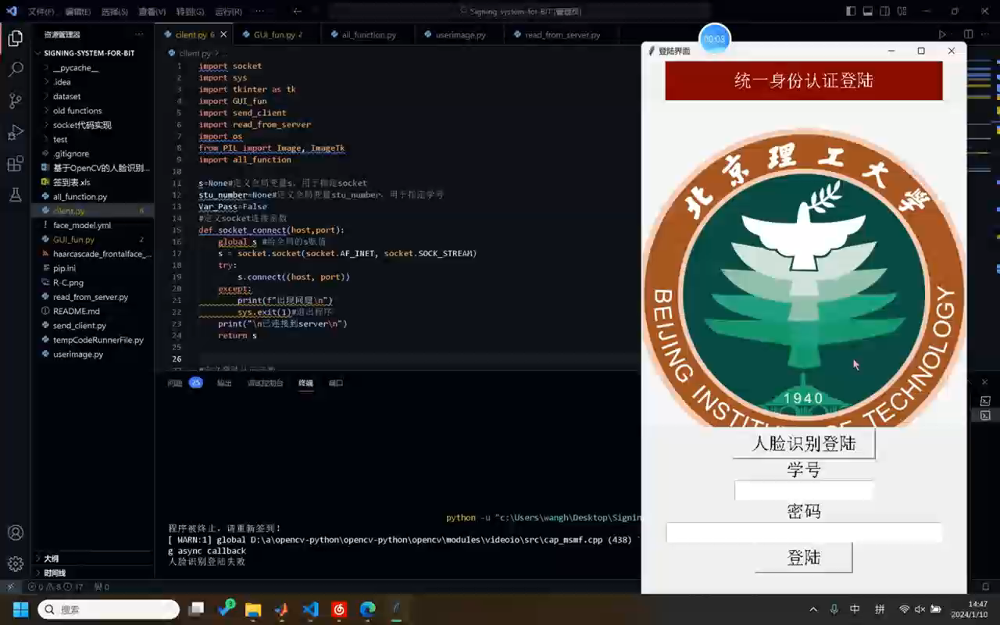 文件(F) 编辑(E) 选择(S) 查看(V) 转到(G) 运行(R) ···
Signing-system-for-BIT [管理员]
资源管理器
client.py 6
GUI_fun.py 2
all_function.py
userimage.py
read_from_server.py
00:03
SIGNING-SYSTEM-FOR-BIT
__pycache__
.idea
dataset
old functions
socket代码实现
test
.gitignore
基于OpenCV的人脸识别...
签到表.xls
all_function.py
client.py 6
face_model.yml
GUI_fun.py 2
haarcascade_frontalface_...
pip.ini
R-C.png
read_from_server.py
README.md
send_client.py
tempCodeRunnerFile.py
userimage.py
大纲
时间线
client.py > ...
1 import socket
2 import sys
3 import tkinter as tk
4 import GUI_fun
5 import send_client
6 import read_from_server
7 import os
8 from PIL import Image, ImageTk
9 import all_function
10
11 s=None#定义全局变量s，用于指定socket
12 stu_number=None#定义全局变量stu_number，用于指定学号
13 Var_Pass=False
14 #定义socket连接函数
15 def socket_connect(host,port):
16 global s #给全局的s赋值
17 s = socket.socket(socket.AF_INET, socket.SOCK_STREAM)
18 try:
19 s.connect((host, port))
20 except:
21 print(f"出现问题\n")
22 sys.exit(1)#退出程序
23 print("\n已连接到server\n")
24 return s
25
26
问题 25 输出 调试控制台 终端 端口
python -u "c:\Users\wangh\Desktop\Signin
程序被终止，请重新签到!
[ WARN:1] global D:\a\opencv-python\opencv-python\opencv\modules\videoio\src\cap_msmf.cpp (438)
g async callback
人脸识别登陆失败
登陆界面
统一身份认证登陆
北京理工大学
BEIJING INSTITUTE OF TECHNOLOGY
1940
人脸识别登陆
学号
密码
登陆
0 8 17 0
搜索
3
中 拼
14:47
2024/1/10